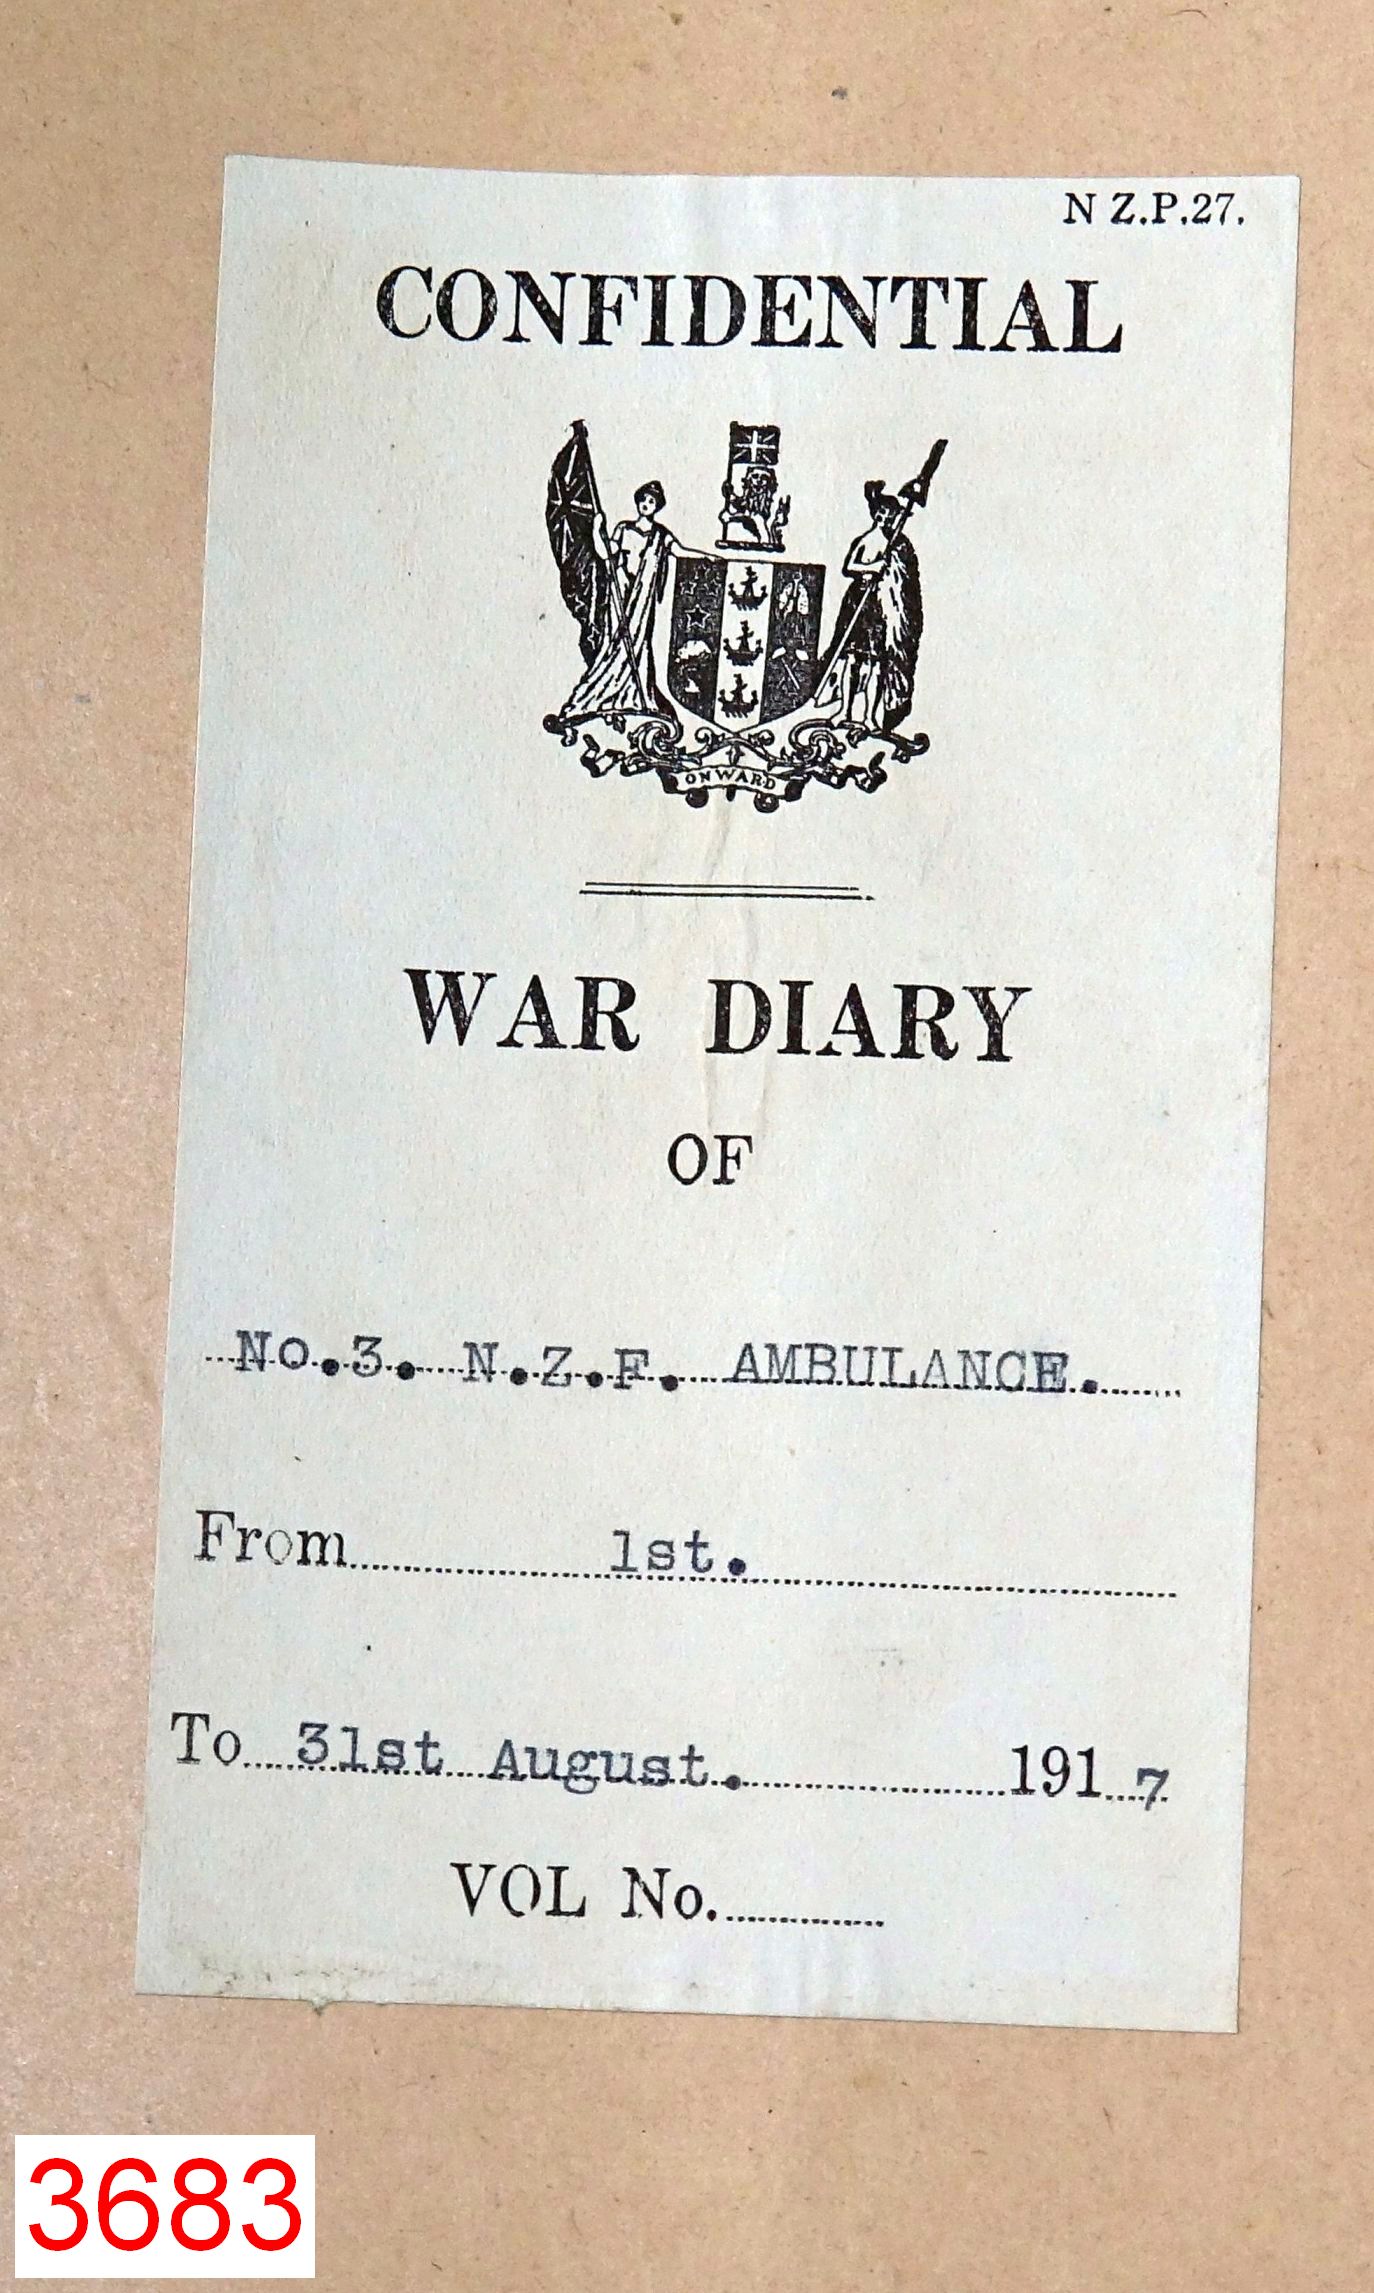 N Z.P.27.
CONFIDENTIAL
ONWARD
WAR DIARY
OF
No.3. N.Z.F. AMBULANCE.
From 1st.
To 31st August. 1917
VOL No.
3683